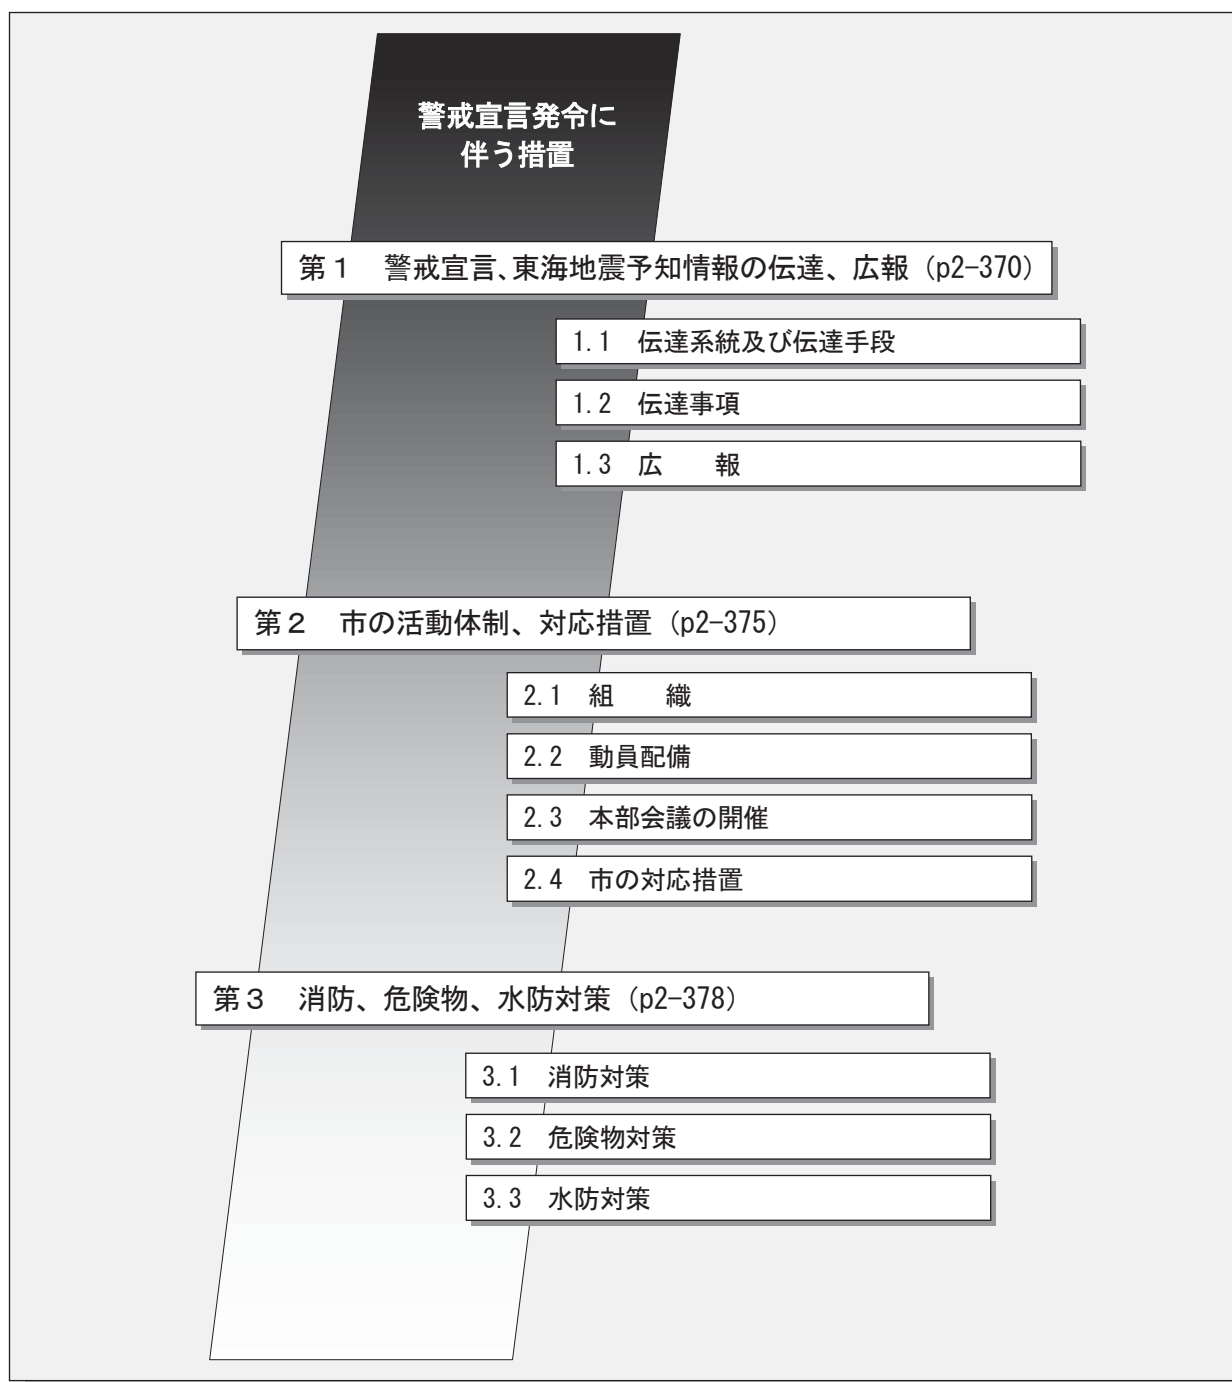 警戒宣言発令に
伴う措置
第１　警戒宣言、東海地震予知情報の伝達、広報（p2-370）
1.1　伝達系統及び伝達手段
1.2　伝達事項
1.3　広　　報
第２　市の活動体制、対応措置（p2-375）
2.1　組　　織
2.2　動員配備
2.3　本部会議の開催
2.4　市の対応措置
第３　消防、危険物、水防対策（p2-378）
3.1　消防対策
3.2　危険物対策
3.3　水防対策